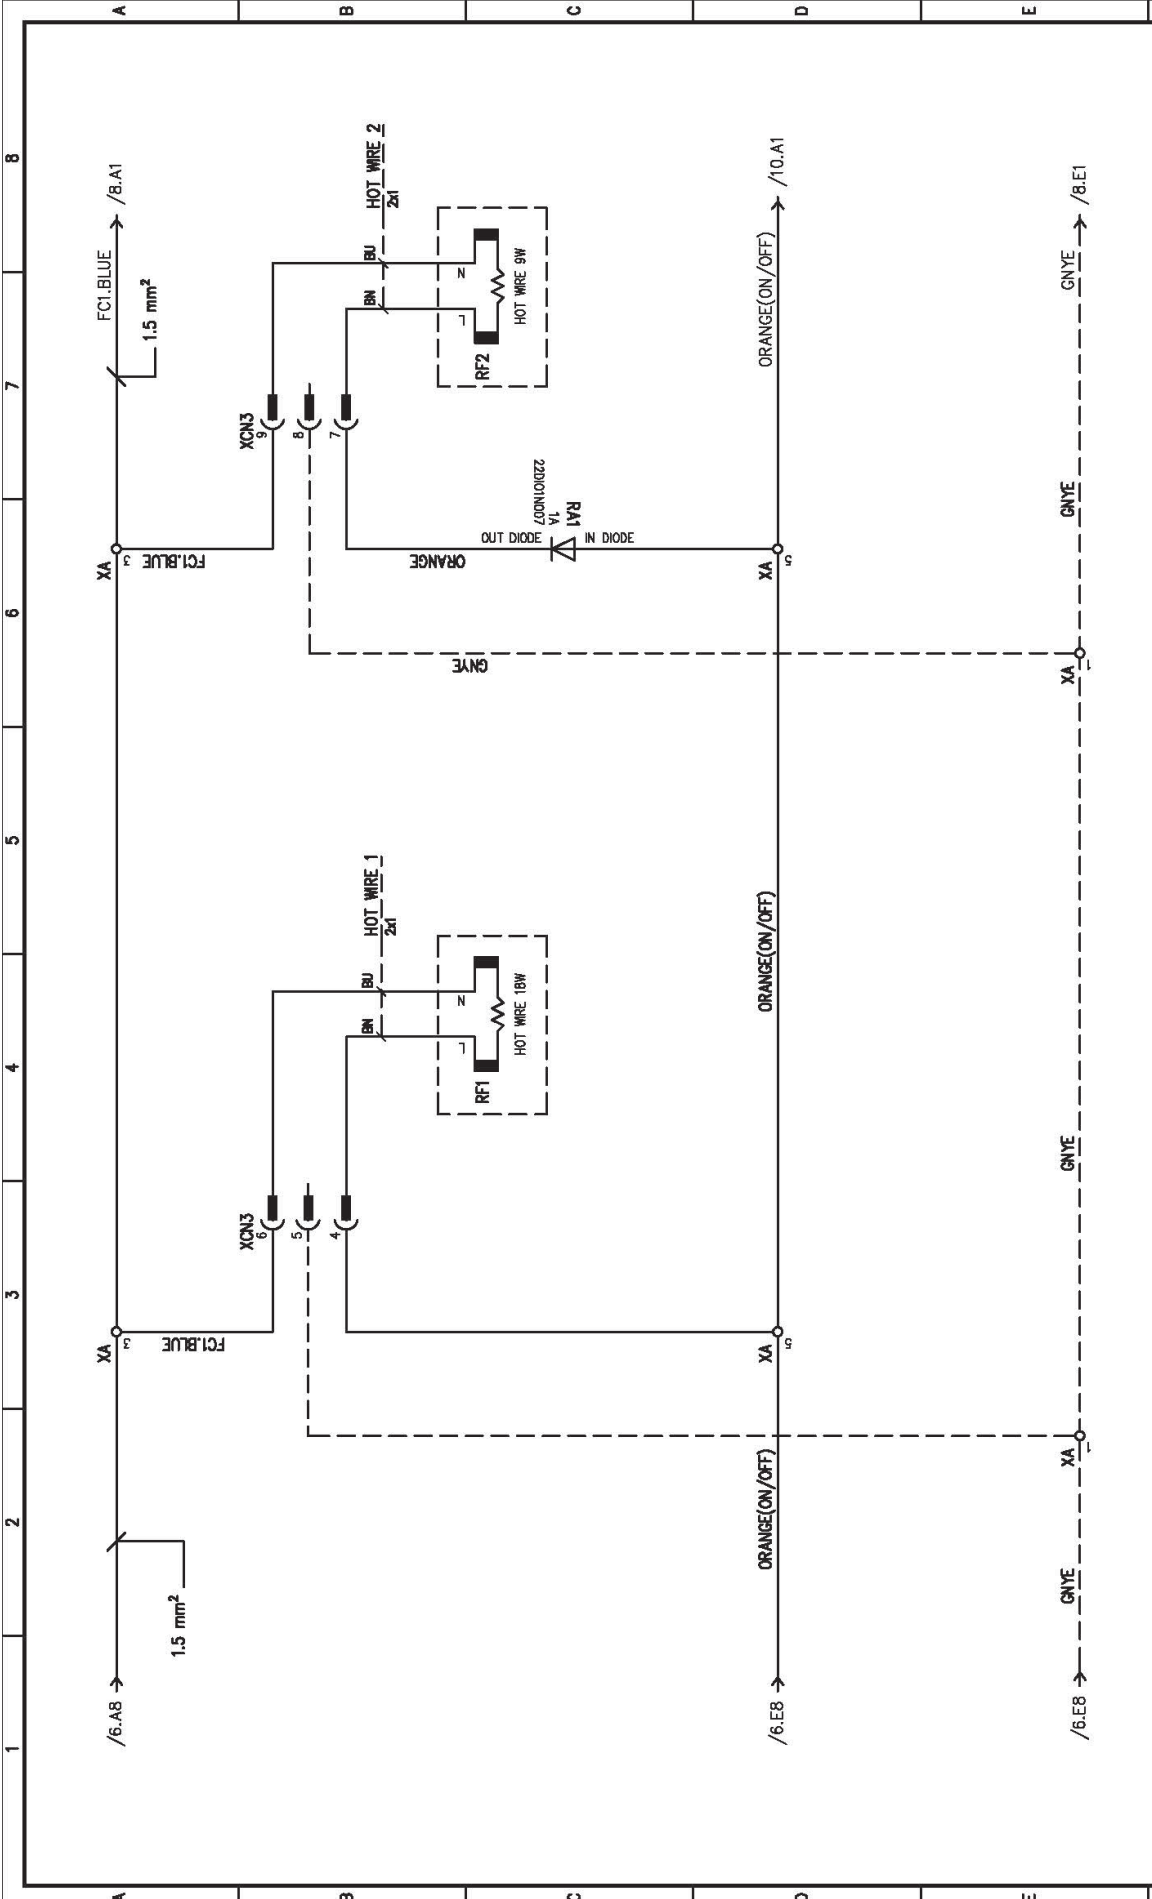 1
2
3
4
5
6
7
8
A
B
C
D
E
A
B
C
D
E
/6.A8
1.5 mm²
XA
3
FC1.BLUE
XA
3
FC1.BLUE
1.5 mm²
FC1.BLUE
/8.A1
XCN3
6
5
4
BN
BU
HOT WIRE 1
2x1
L
N
RF1
HOT WIRE 18W
XCN3
9
8
7
BN
BU
HOT WIRE 2
2x1
L
N
RF2
HOT WIRE 9W
ORANGE
OUT DIODE
IN DIODE
RA1
1A
22DIO1N007
GNYE
/6.E8
ORANGE(ON/OFF)
XA
5
ORANGE(ON/OFF)
XA
5
ORANGE(ON/OFF)
/10.A1
/6.E8
GNYE
XA
1
GNYE
XA
1
GNYE
GNYE
/8.E1